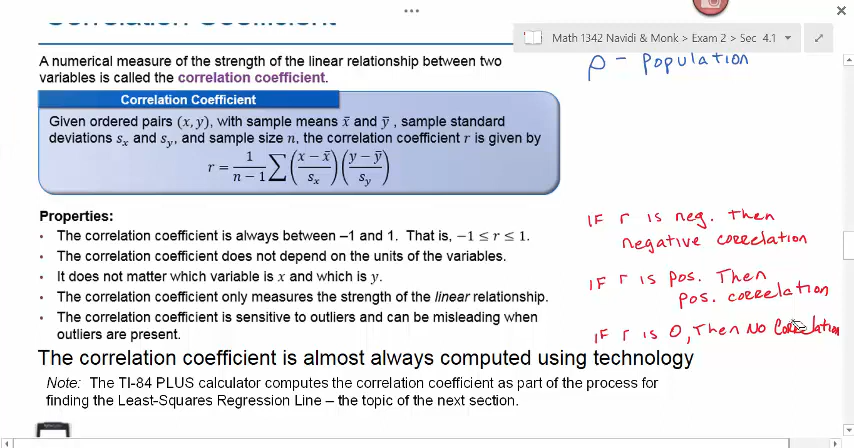 Correlation Coefficient
Math 1342 Navidi & Monk > Exam 2 > Sec 4.1
A numerical measure of the strength of the linear relationship between two
variables is called the correlation coefficient.
ρ - Population
Correlation Coefficient
Given ordered pairs (x, y), with sample means x̄ and ȳ , sample standard
deviations sₓ and s_y, and sample size n, the correlation coefficient r is given by
r = 1/(n−1) ∑ ((x − x̄)/sₓ) ((y − ȳ)/s_y)
Properties:
• The correlation coefficient is always between –1 and 1. That is, −1 ≤ r ≤ 1.
• The correlation coefficient does not depend on the units of the variables.
• It does not matter which variable is x and which is y.
• The correlation coefficient only measures the strength of the linear relationship.
• The correlation coefficient is sensitive to outliers and can be misleading when
outliers are present.
IF r is neg. Then
negative correlation
IF r is pos. Then
pos. correlation
IF r is 0, Then No Correlation
The correlation coefficient is almost always computed using technology
Note: The TI-84 PLUS calculator computes the correlation coefficient as part of the process for
finding the Least-Squares Regression Line – the topic of the next section.